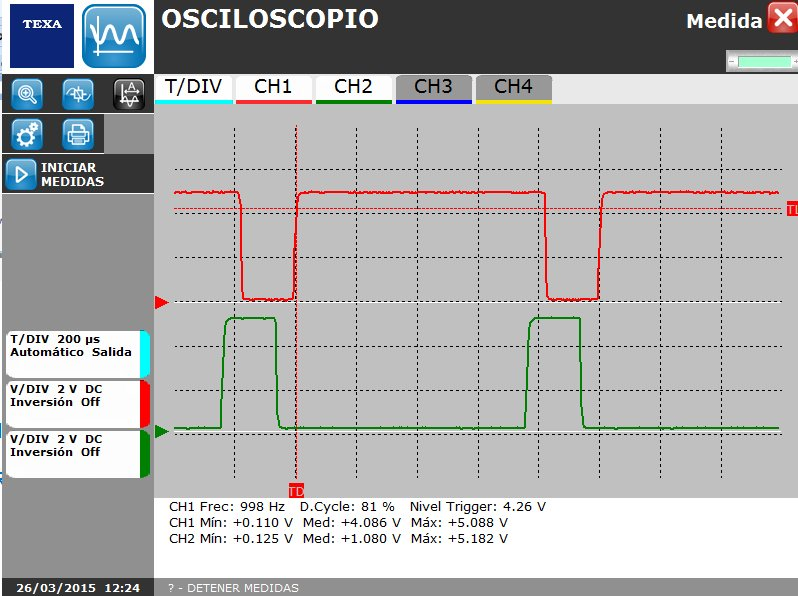 TEXA
OSCILOSCOPIO
Medida
T/DIV CH1 CH2 CH3 CH4
INICIAR
MEDIDAS
T/DIV 200 µs
Automático Salida
V/DIV 2 V DC
Inversión Off
V/DIV 2 V DC
Inversión Off
TD
CH1 Frec: 998 Hz D.Cycle: 81 % Nivel Trigger: 4.26 V
CH1 Mín: +0.110 V Med: +4.086 V Máx: +5.088 V
CH2 Mín: +0.125 V Med: +1.080 V Máx: +5.182 V
26/03/2015 12:24
? - DETENER MEDIDAS